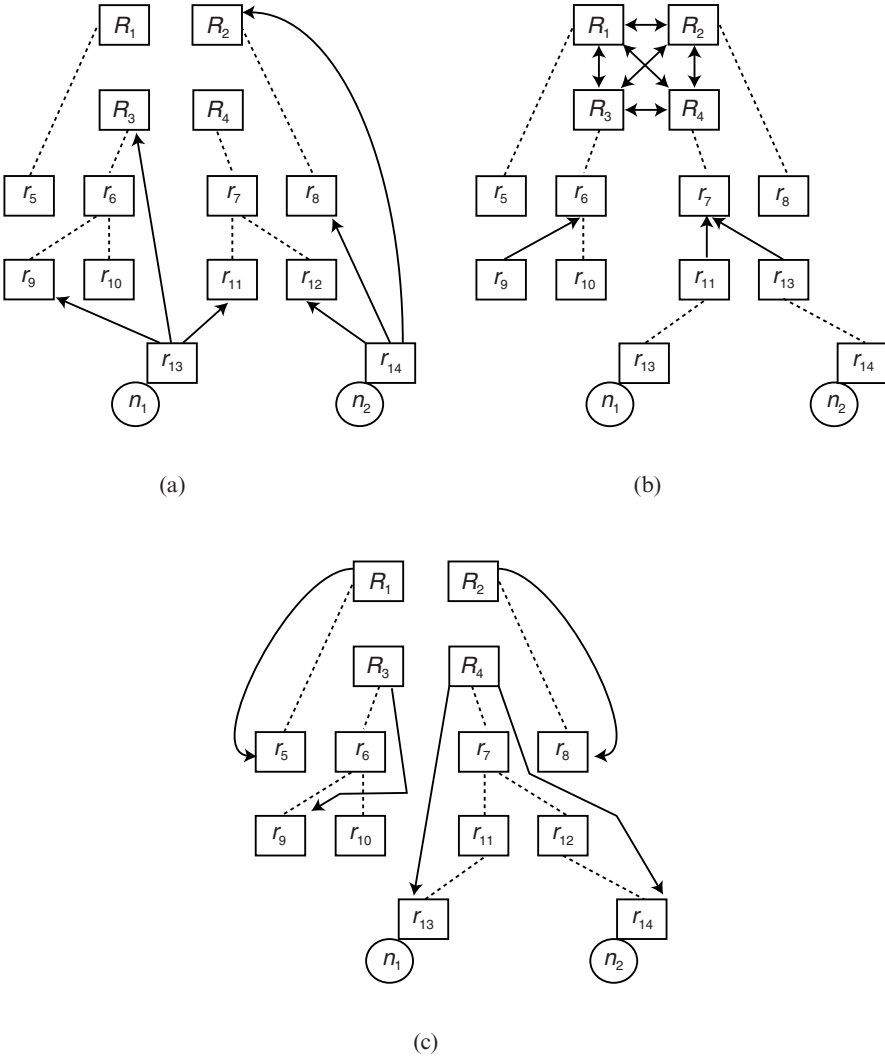 R1 R2 R1 R2
R3 R4 R3 R4
r5 r6 r7 r8 r5 r6 r7 r8
r9 r10 r11 r12 r9 r10 r11 r13
r13 r14 r13 r14
n1 n2 n1 n2
(a) (b)
R1 R2
R3 R4
r5 r6 r7 r8
r9 r10 r11 r12
r13 r14
n1 n2
(c)